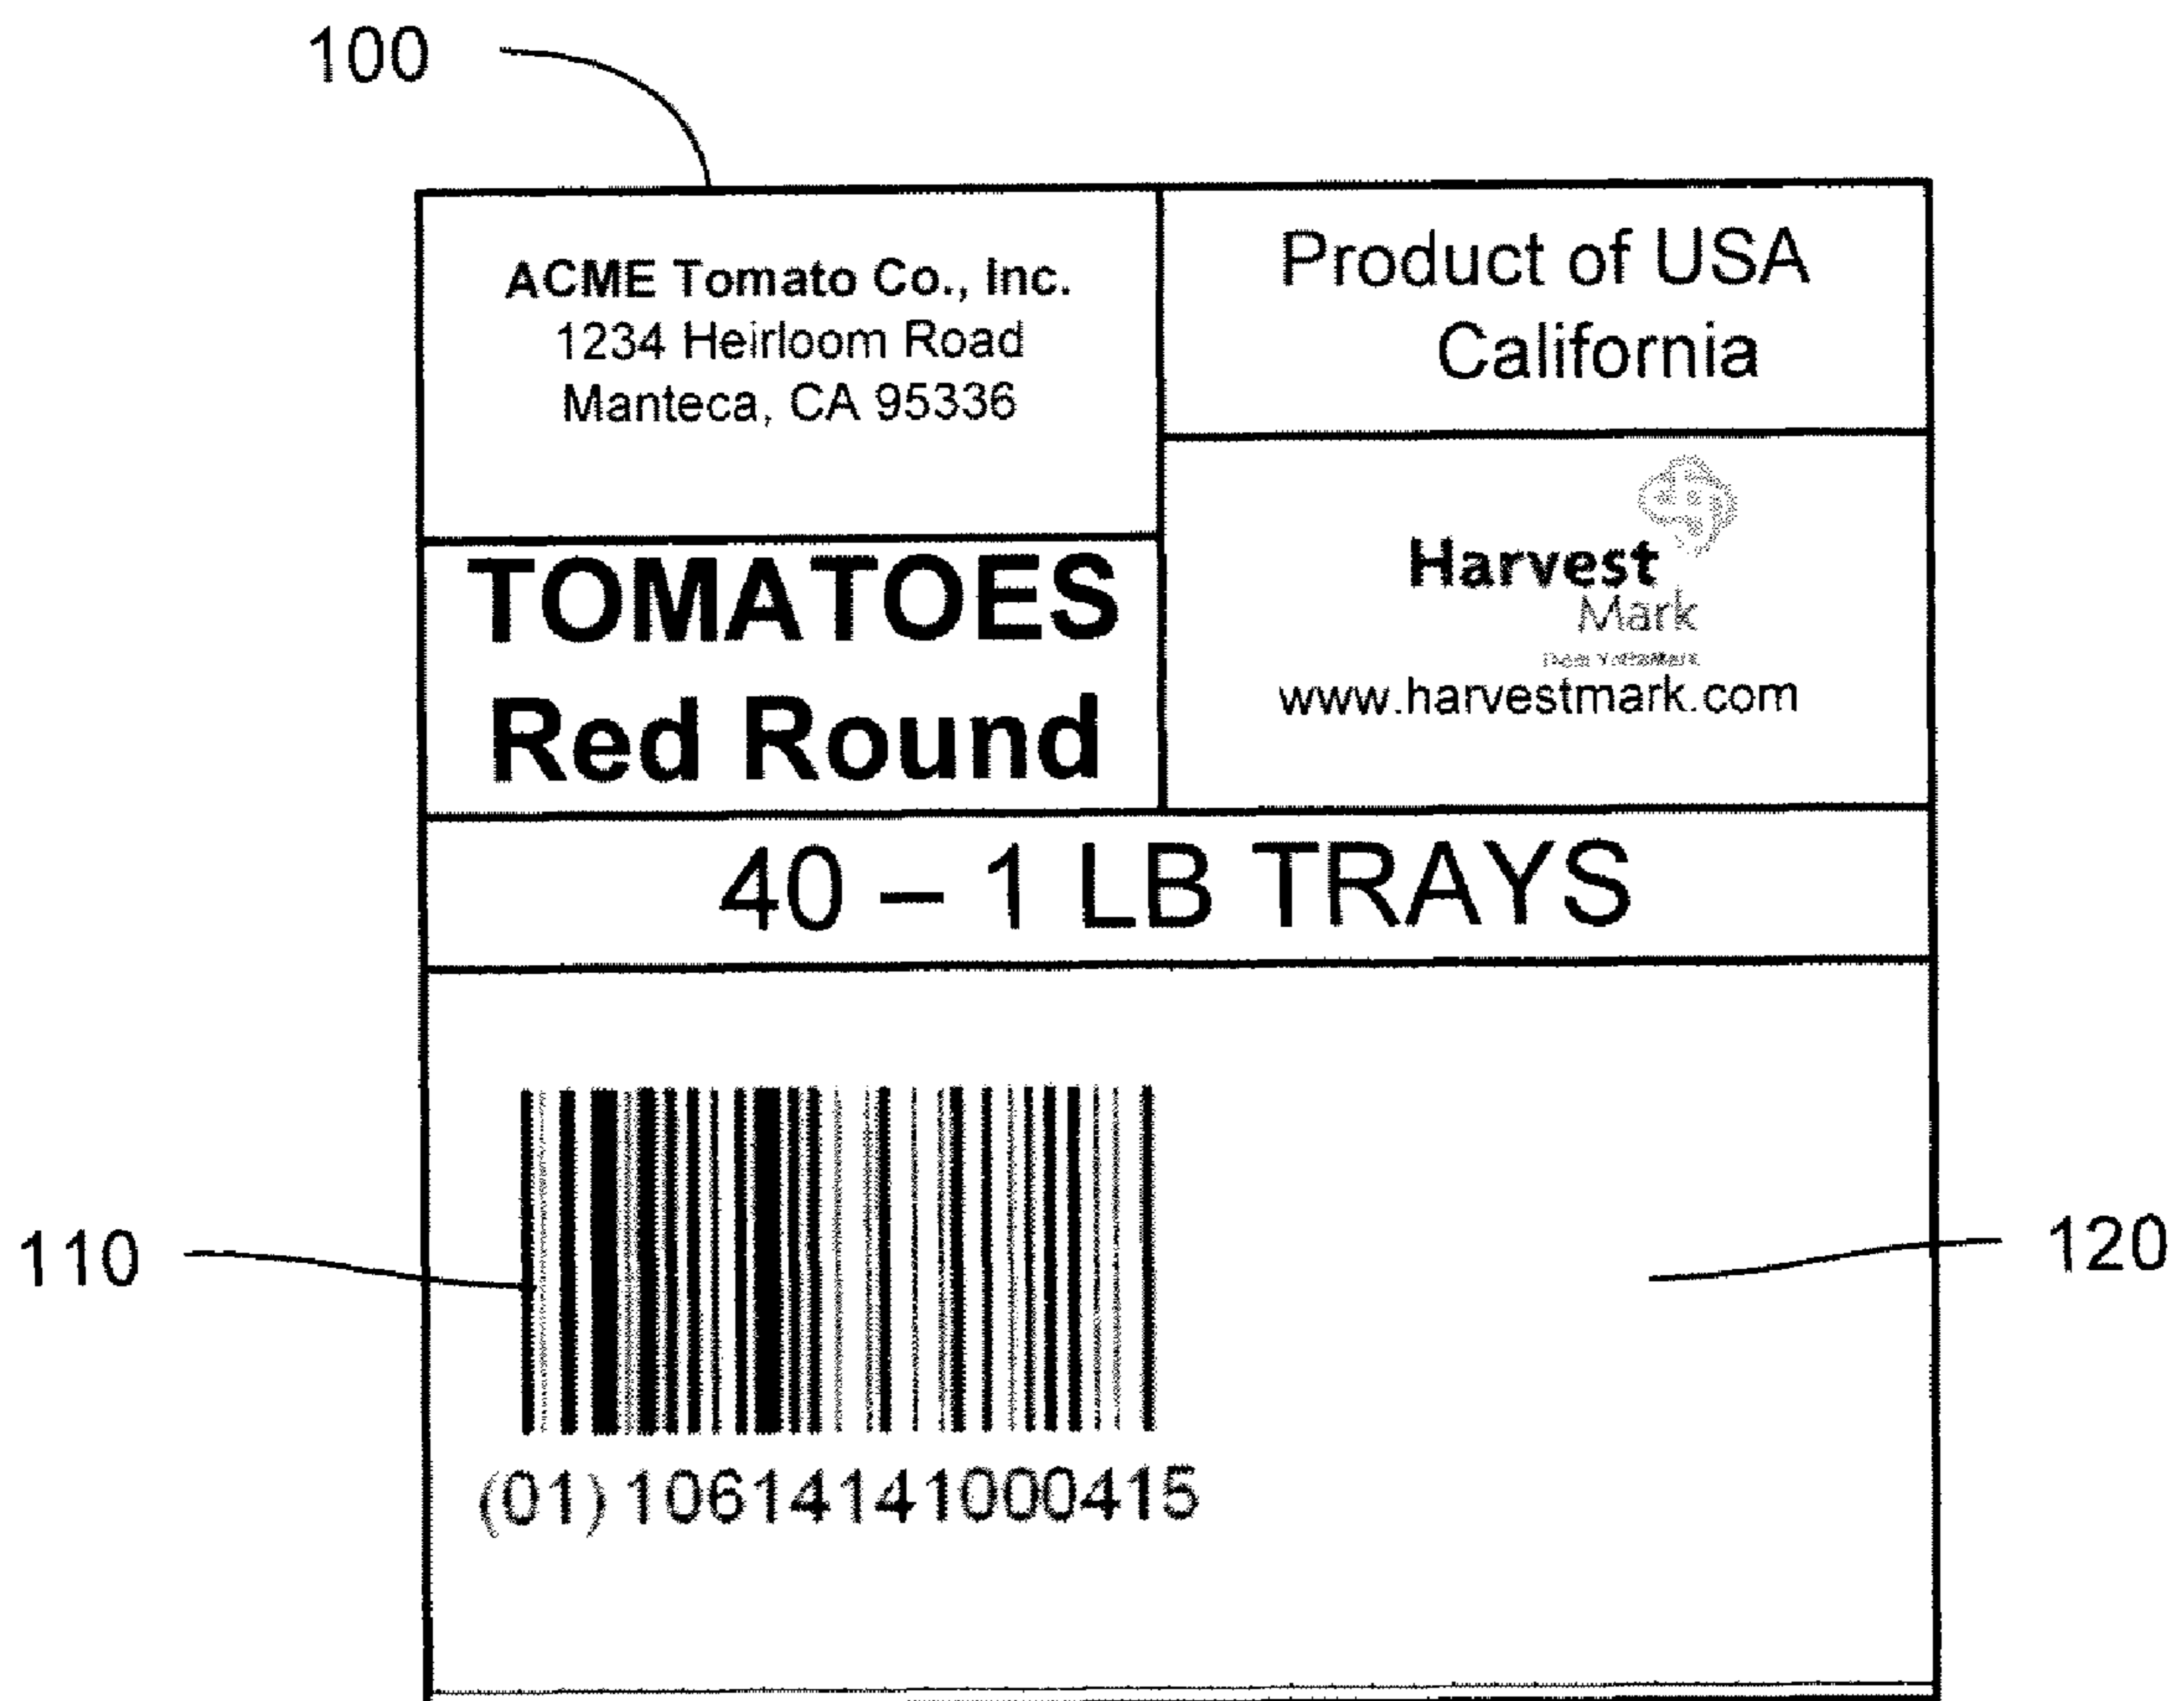 100
ACME Tomato Co., Inc.
1234 Heirloom Road
Manteca, CA 95336
Product of USA
California
TOMATOES
Red Round
Harvest
Mark
www.harvestmark.com
40 – 1 LB TRAYS
110
120
(01) 10614141000415